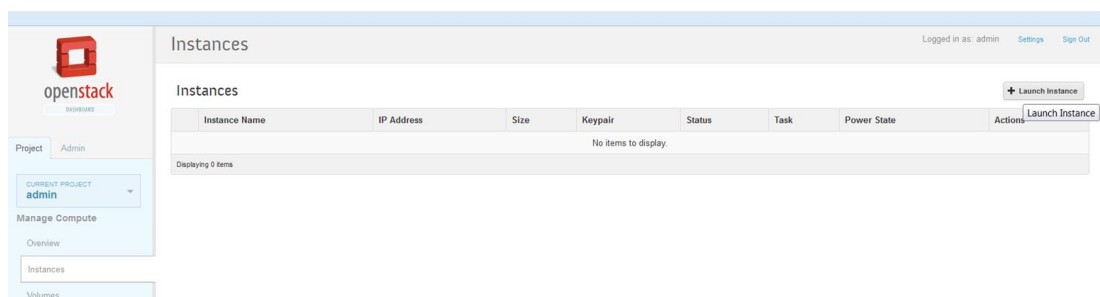 Instances
Logged in as: admin Settings Sign Out
openstack
DASHBOARD
Instances
+ Launch Instance
Instance Name IP Address Size Keypair Status Task Power State Actions
Launch Instance
No items to display.
Displaying 0 items
Project Admin
CURRENT PROJECT
admin
Manage Compute
Overview
Instances
Volumes